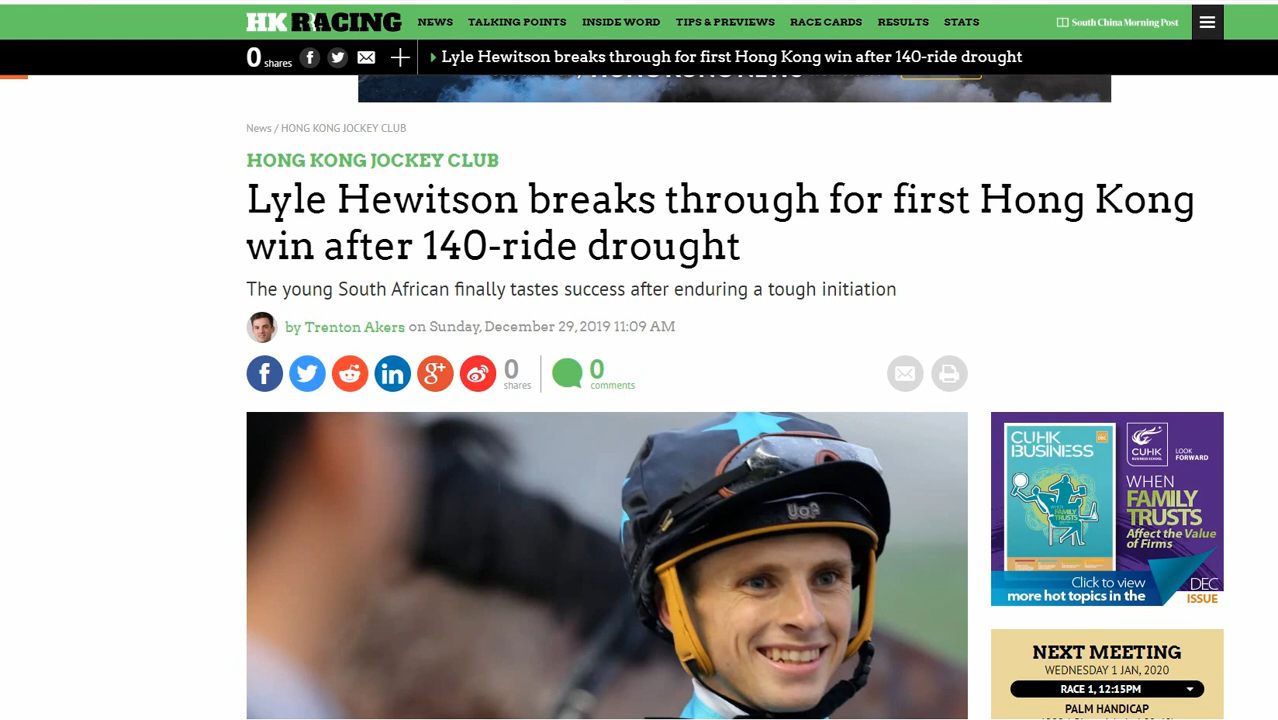 HK RACING NEWS TALKING POINTS INSIDE WORD TIPS & PREVIEWS RACE CARDS RESULTS STATS South China Morning Post
0 shares Lyle Hewitson breaks through for first Hong Kong win after 140-ride drought
News / HONG KONG JOCKEY CLUB
HONG KONG JOCKEY CLUB
Lyle Hewitson breaks through for first Hong Kong
win after 140-ride drought
The young South African finally tastes success after enduring a tough initiation
by Trenton Akers on Sunday, December 29, 2019 11:09 AM
0 shares
0 comments
uof
CUHK
BUSINESS
WHEN
FAMILY
TRUSTS
CUHK
BUSINESS SCHOOL
LOOK
FORWARD
WHEN
FAMILY
TRUSTS
Affect the Value
of Firms
Click to view
more hot topics in the
DEC
ISSUE
NEXT MEETING
WEDNESDAY 1 JAN, 2020
RACE 1, 12:15PM
PALM HANDICAP